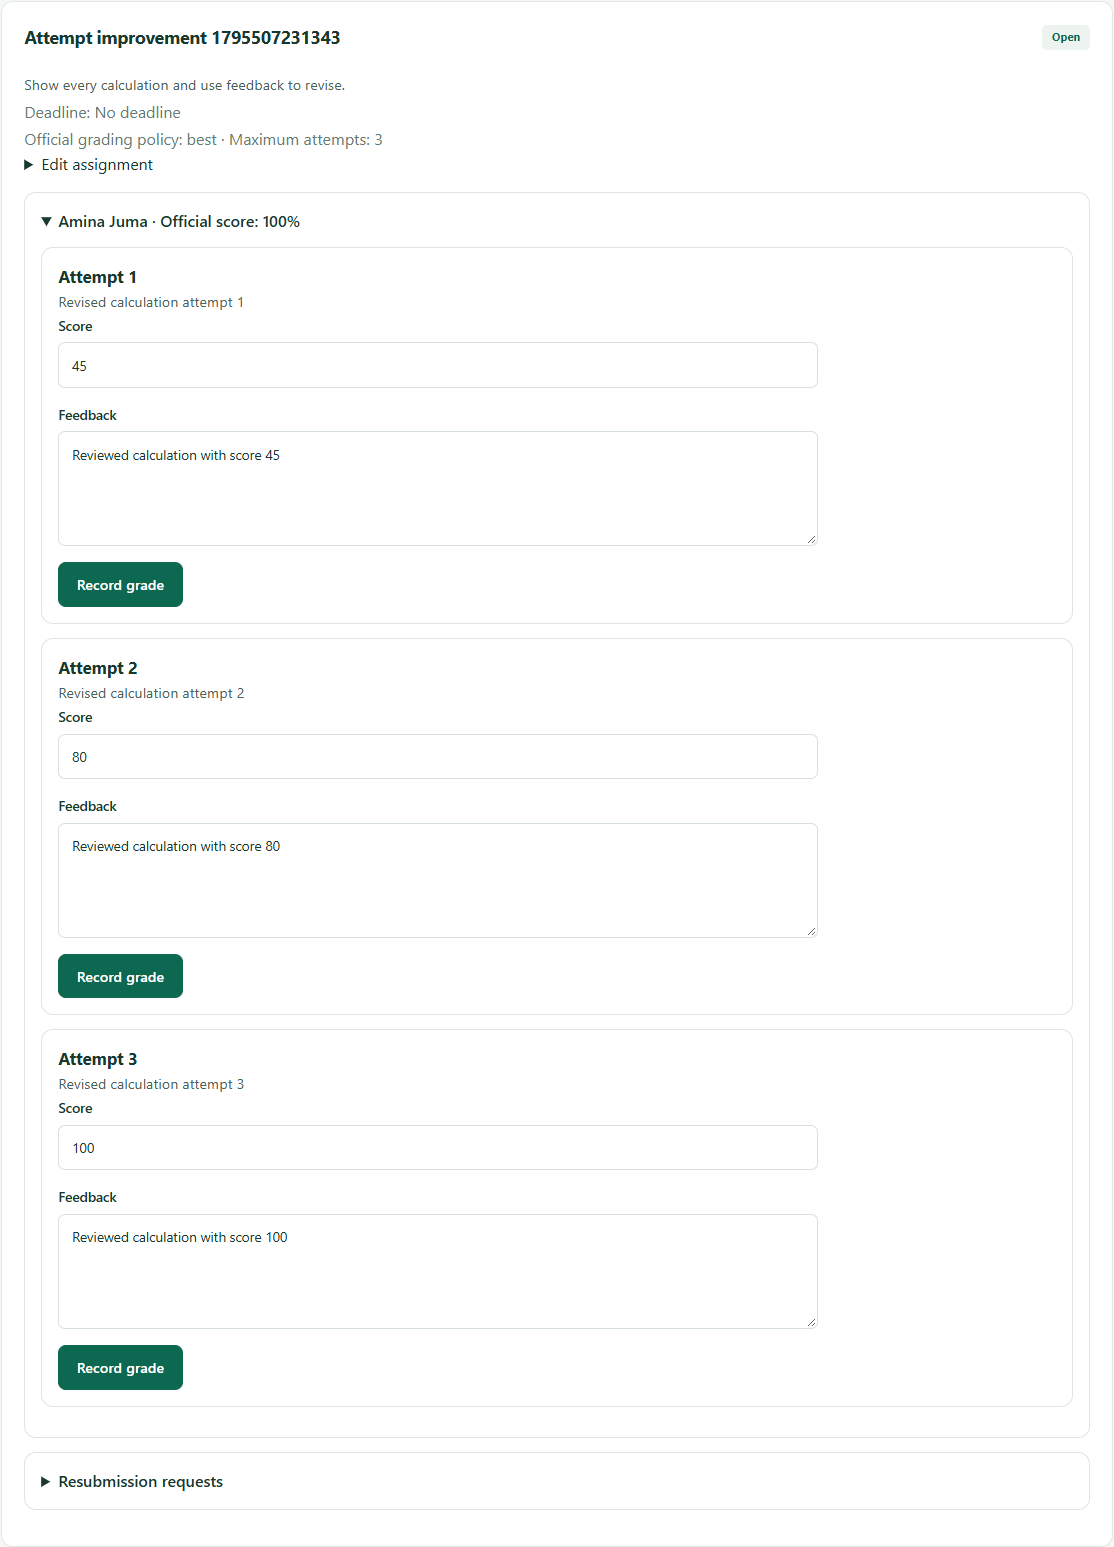 Attempt improvement 1795507231343
Open
Show every calculation and use feedback to revise.
Deadline: No deadline
Official grading policy: best · Maximum attempts: 3
Edit assignment
Amina Juma · Official score: 100%
Attempt 1
Revised calculation attempt 1
Score
45
Feedback
Reviewed calculation with score 45
Record grade
Attempt 2
Revised calculation attempt 2
Score
80
Feedback
Reviewed calculation with score 80
Record grade
Attempt 3
Revised calculation attempt 3
Score
100
Feedback
Reviewed calculation with score 100
Record grade
Resubmission requests